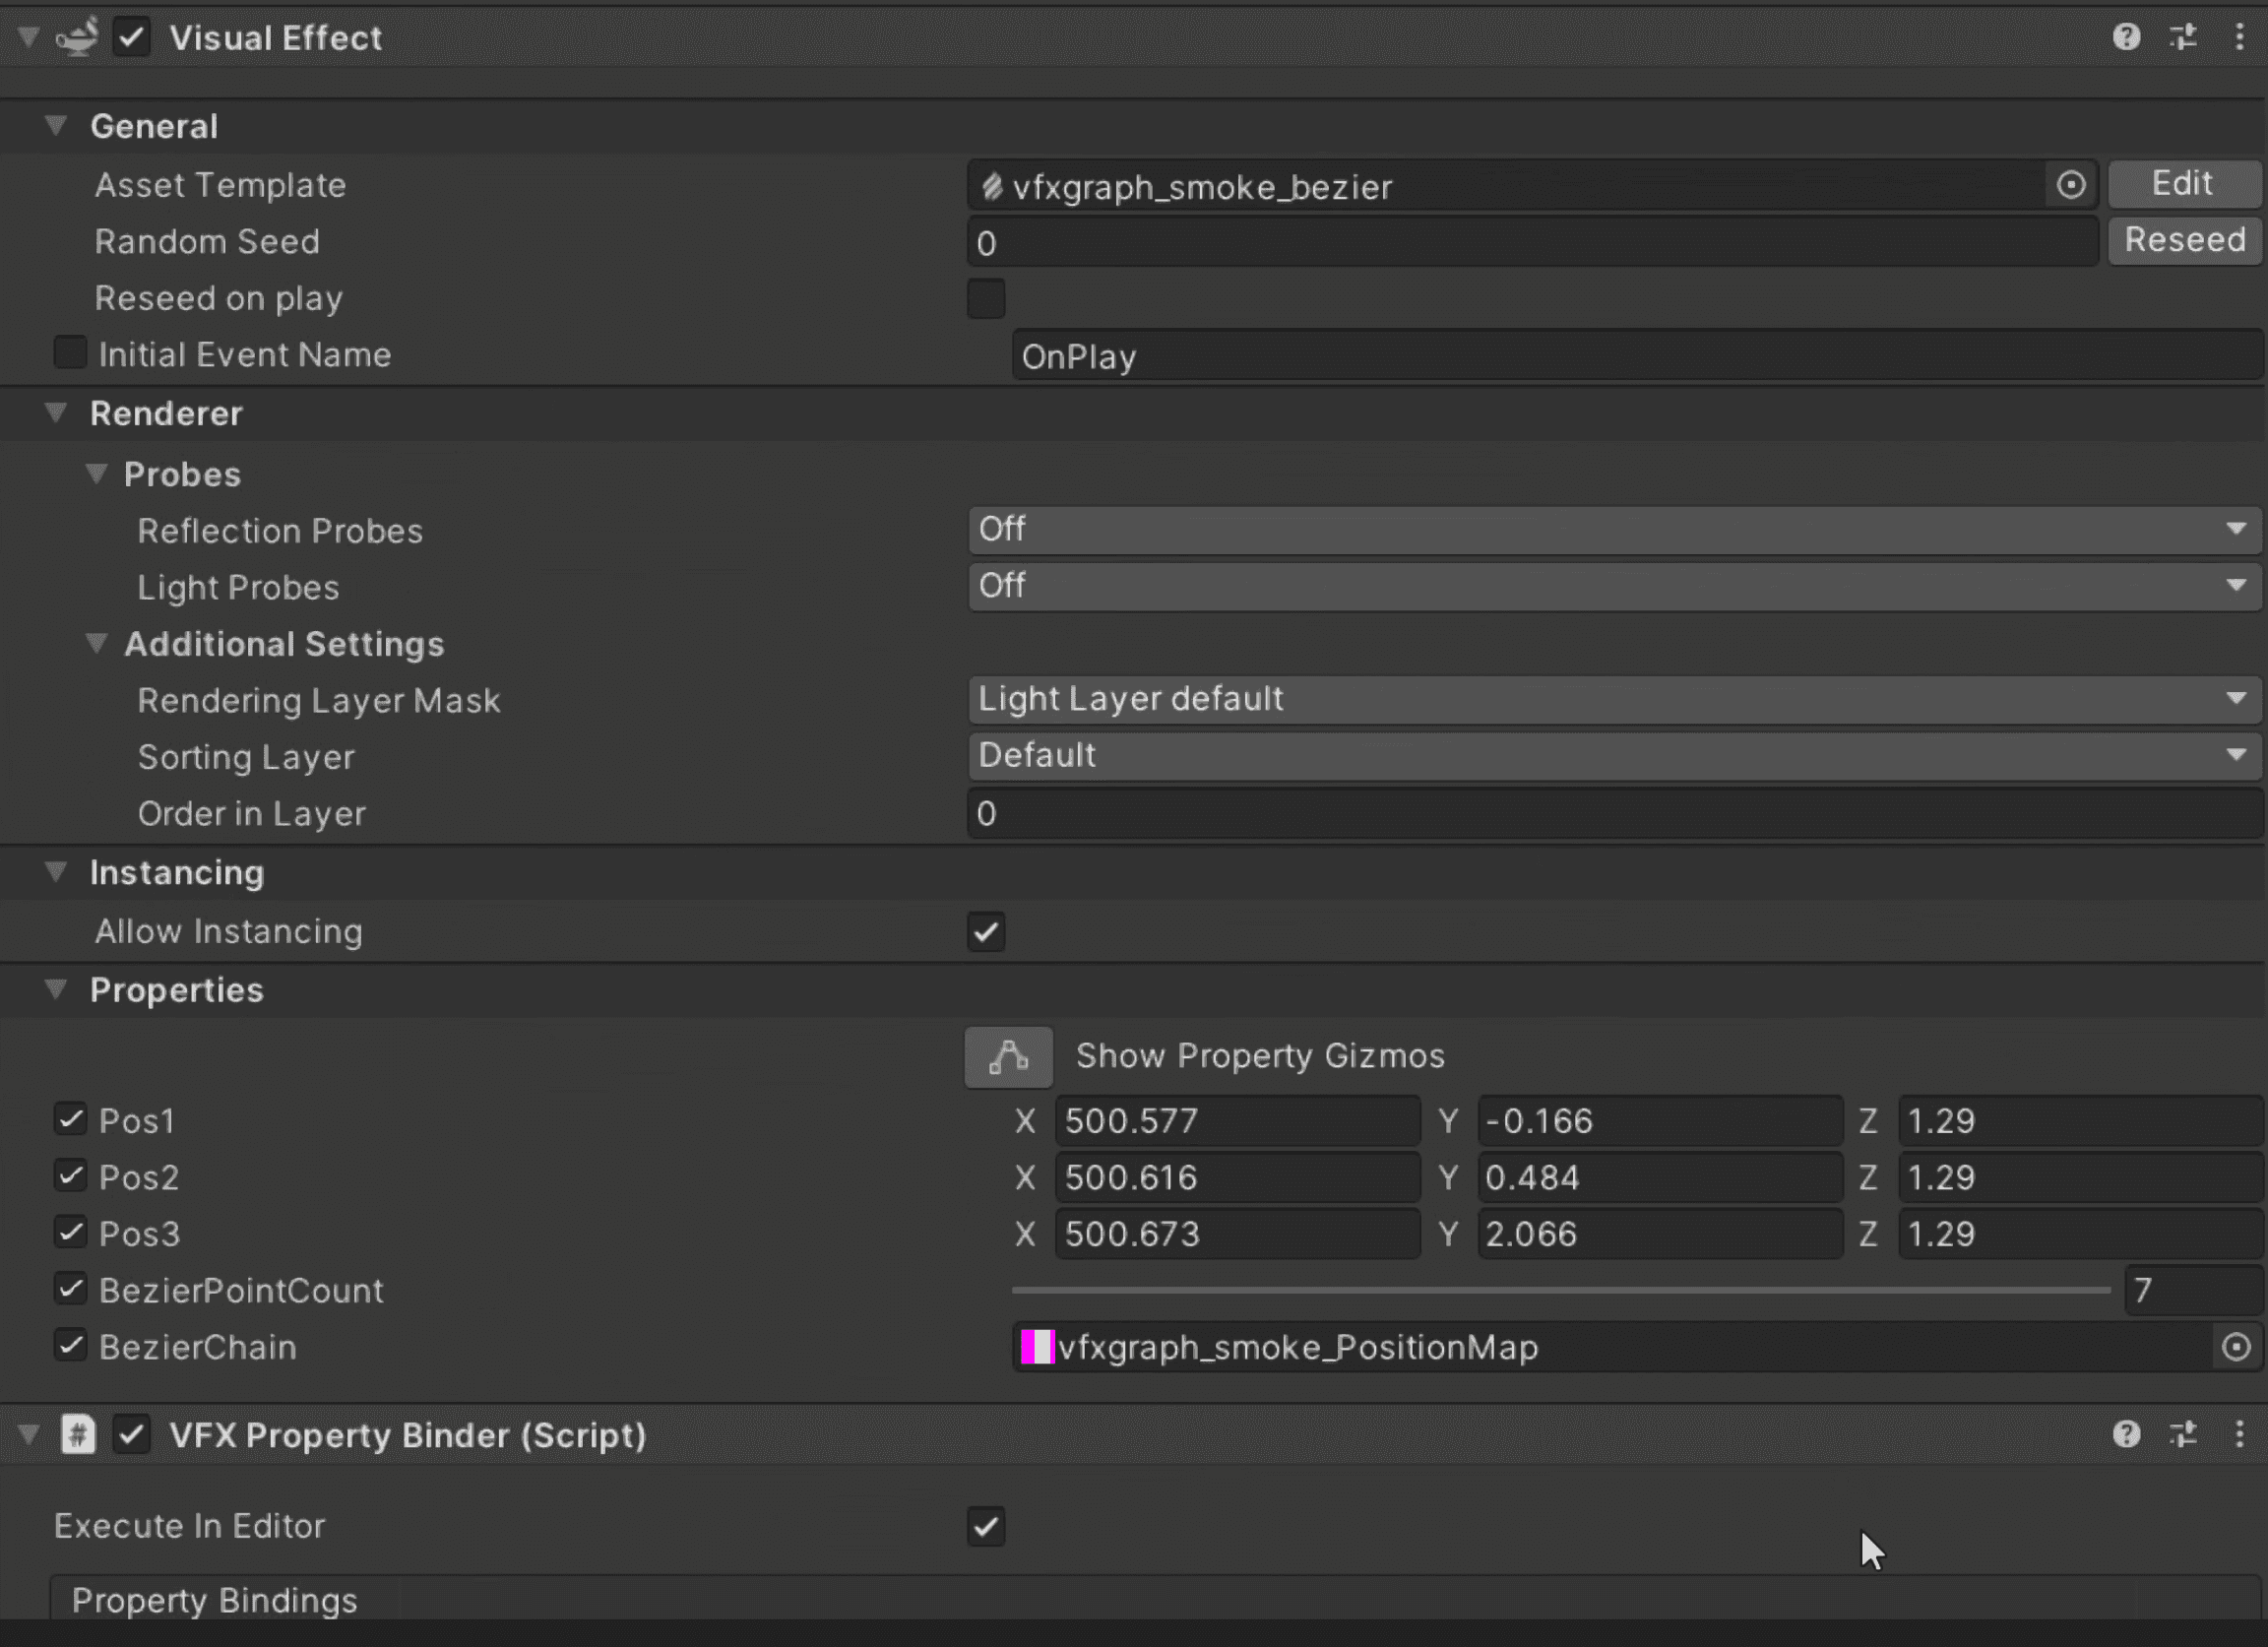 Visual Effect
General
Asset Template vfxgraph_smoke_bezier Edit
Random Seed 0 Reseed
Reseed on play
Initial Event Name OnPlay
Renderer
Probes
Reflection Probes Off
Light Probes Off
Additional Settings
Rendering Layer Mask Light Layer default
Sorting Layer Default
Order in Layer 0
Instancing
Allow Instancing
Properties
Show Property Gizmos
Pos1 X 500.577 Y -0.166 Z 1.29
Pos2 X 500.616 Y 0.484 Z 1.29
Pos3 X 500.673 Y 2.066 Z 1.29
BezierPointCount 7
BezierChain vfxgraph_smoke_PositionMap
# VFX Property Binder (Script)
Execute In Editor
Property Bindings